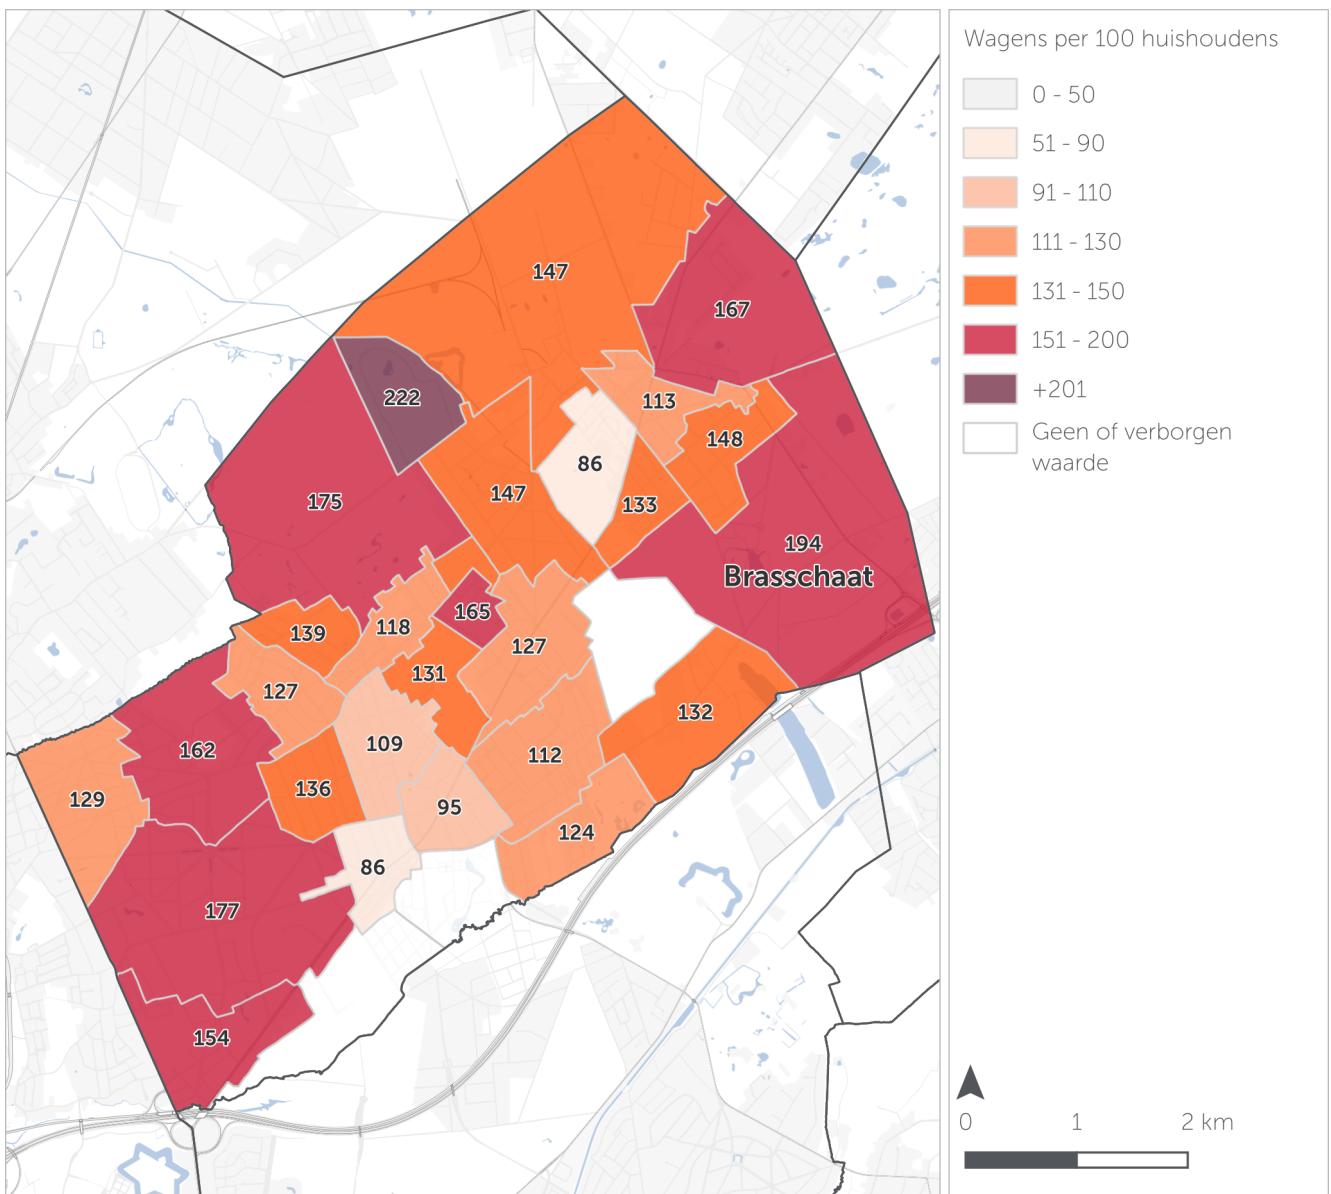 Wagens per 100 huishoudens
0 - 50
51 - 90
91 - 110
111 - 130
131 - 150
151 - 200
+201
Geen of verborgen
waarde
147
167
222
113
148
86
175
147
133
194
Brasschaat
165
139
118
127
131
127
132
109
162
112
136
129
95
124
86
177
154
0 1 2 km